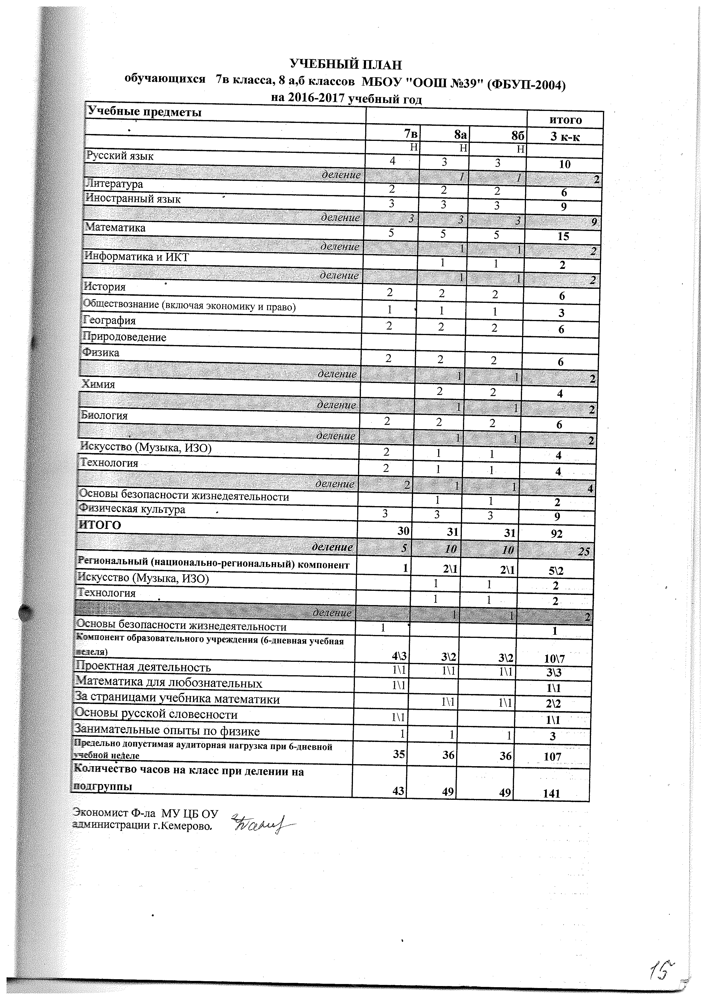 УЧЕБНЫЙ ПЛАН
обучающихся 7в класса, 8 а,б классов МБОУ "ООШ №39" (ФБУП-2004)
на 2016-2017 учебный год
Учебные предметы итого
7в 8а 8б 3 к-к
Н Н Н
Русский язык 4 3 3 10
деление 1 1 2
Литература 2 2 2 6
Иностранный язык 3 3 3 9
деление 3 3 3 9
Математика 5 5 5 15
деление 1 1 2
Информатика и ИКТ 1 1 2
деление 1 1 2
История 2 2 2 6
Обществознание (включая экономику и право) 1 1 1 3
География 2 2 2 6
Природоведение
Физика 2 2 2 6
деление 1 1 2
Химия 2 2 4
деление 1 1 2
Биология 2 2 2 6
деление 1 1 2
Искусство (Музыка, ИЗО) 2 1 1 4
Технология 2 1 1 4
деление 2 1 1 4
Основы безопасности жизнедеятельности 1 1 2
Физическая культура 3 3 3 9
ИТОГО 30 31 31 92
деление 5 10 10 25
Региональный (национально-региональный) компонент 1 2\1 2\1 5\2
Искусство (Музыка, ИЗО) 1 1 2
Технология 1 1 2
деление 1 1 2
Основы безопасности жизнедеятельности 1 1
Компонент образовательного учреждения (6-дневная учебная
неделя) 4\3 3\2 3\2 10\7
Проектная деятельность 1\1 1\1 1\1 3\3
Математика для любознательных 1\1 1\1
За страницами учебника математики 1\1 1\1 2\2
Основы русской словесности 1\1 1\1
Занимательные опыты по физике 1 1 1 3
Предельно допустимая аудиторная нагрузка при 6-дневной
учебной неделе 35 36 36 107
Количество часов на класс при делении на
подгруппы 43 49 49 141
Экономист Ф-ла МУ ЦБ ОУ
администрации г.Кемерово.
15